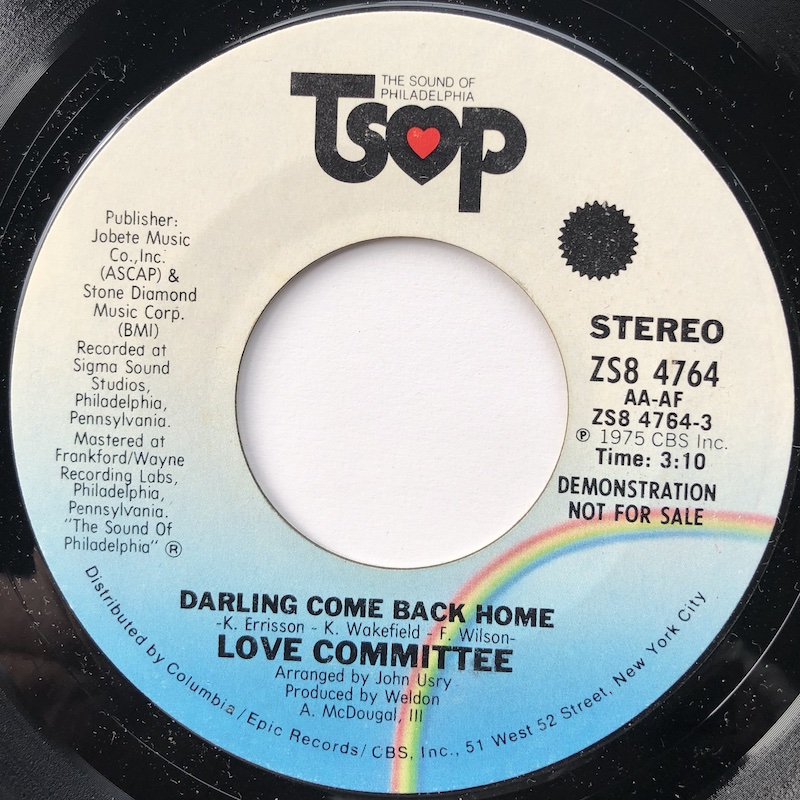 THE SOUND OF
PHILADELPHIA
TSOP
Publisher:
Jobete Music
Co.,Inc.
(ASCAP) &
Stone Diamond
Music Corp.
(BMI)
Recorded at
Sigma Sound
Studios,
Philadelphia,
Pennsylvania.
Mastered at
Frankford/Wayne
Recording Labs,
Philadelphia,
Pennsylvania.
"The Sound Of
Philadelphia" ®
STEREO
ZS8 4764
AA-AF
ZS8 4764-3
℗ 1975 CBS Inc.
Time: 3:10
DEMONSTRATION
NOT FOR SALE
DARLING COME BACK HOME
-K. Errisson - K. Wakefield - F. Wilson-
LOVE COMMITTEE
Arranged by John Usry
Produced by Weldon
A. McDougal, III
Distributed by Columbia/Epic Records/ CBS, Inc., 51 West 52 Street, New York City